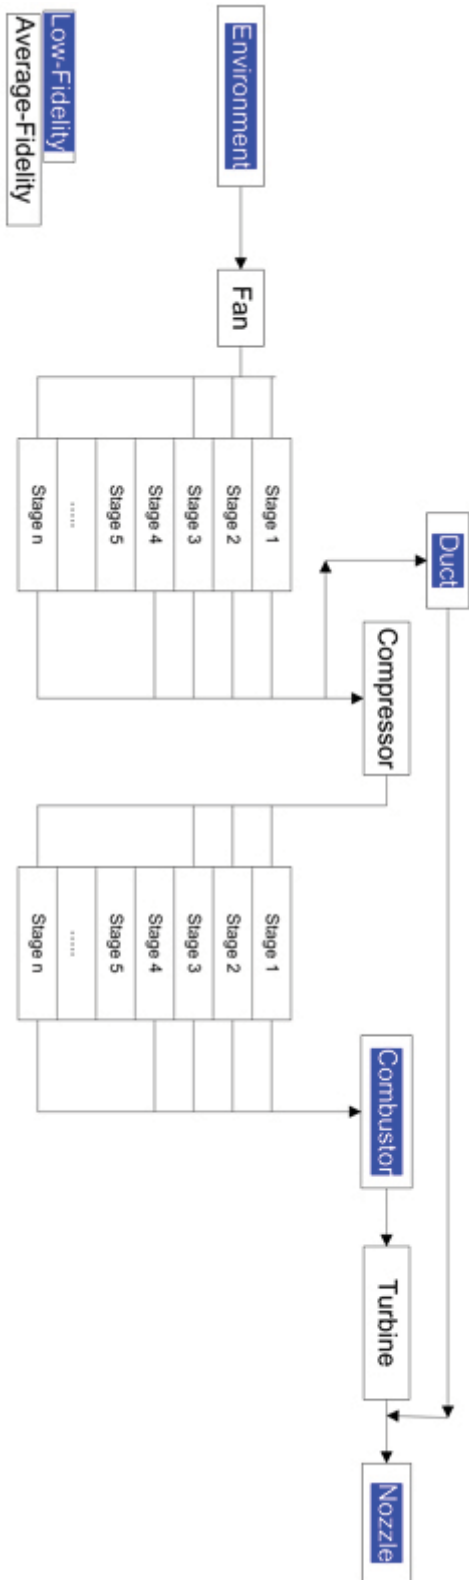 Environment
Fan
Stage 1
Stage 2
Stage 3
Stage 4
Stage 5
.....
Stage n
Duct
Compressor
Stage 1
Stage 2
Stage 3
Stage 4
Stage 5
.....
Stage n
Combustor
Turbine
Nozzle
Low-Fidelity
Average-Fidelity